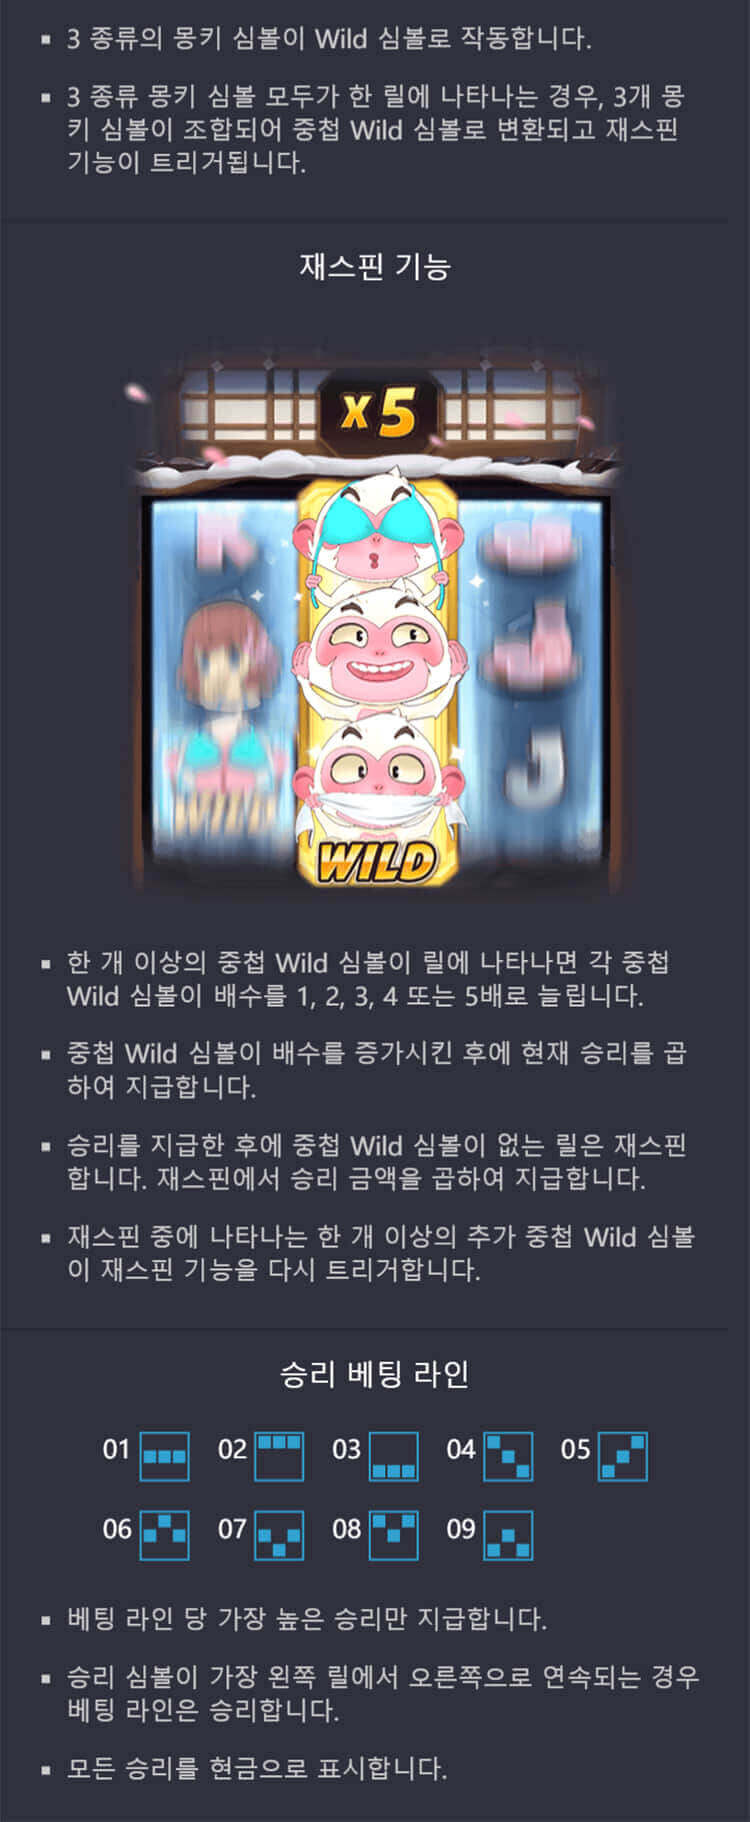 ▪ 3 종류의 몽키 심볼이 Wild 심볼로 작동합니다.
▪ 3 종류 몽키 심볼 모두가 한 릴에 나타나는 경우, 3개 몽
키 심볼이 조합되어 중첩 Wild 심볼로 변환되고 재스핀
기능이 트리거됩니다.
재스핀 기능
x5
K
J
WILD
▪ 한 개 이상의 중첩 Wild 심볼이 릴에 나타나면 각 중첩
Wild 심볼이 배수를 1, 2, 3, 4 또는 5배로 늘립니다.
▪ 중첩 Wild 심볼이 배수를 증가시킨 후에 현재 승리를 곱
하여 지급합니다.
▪ 승리를 지급한 후에 중첩 Wild 심볼이 없는 릴은 재스핀
합니다. 재스핀에서 승리 금액을 곱하여 지급합니다.
▪ 재스핀 중에 나타나는 한 개 이상의 추가 중첩 Wild 심볼
이 재스핀 기능을 다시 트리거합니다.
승리 베팅 라인
01 02 03 04 05
06 07 08 09
▪ 베팅 라인 당 가장 높은 승리만 지급합니다.
▪ 승리 심볼이 가장 왼쪽 릴에서 오른쪽으로 연속되는 경우
베팅 라인은 승리합니다.
▪ 모든 승리를 현금으로 표시합니다.